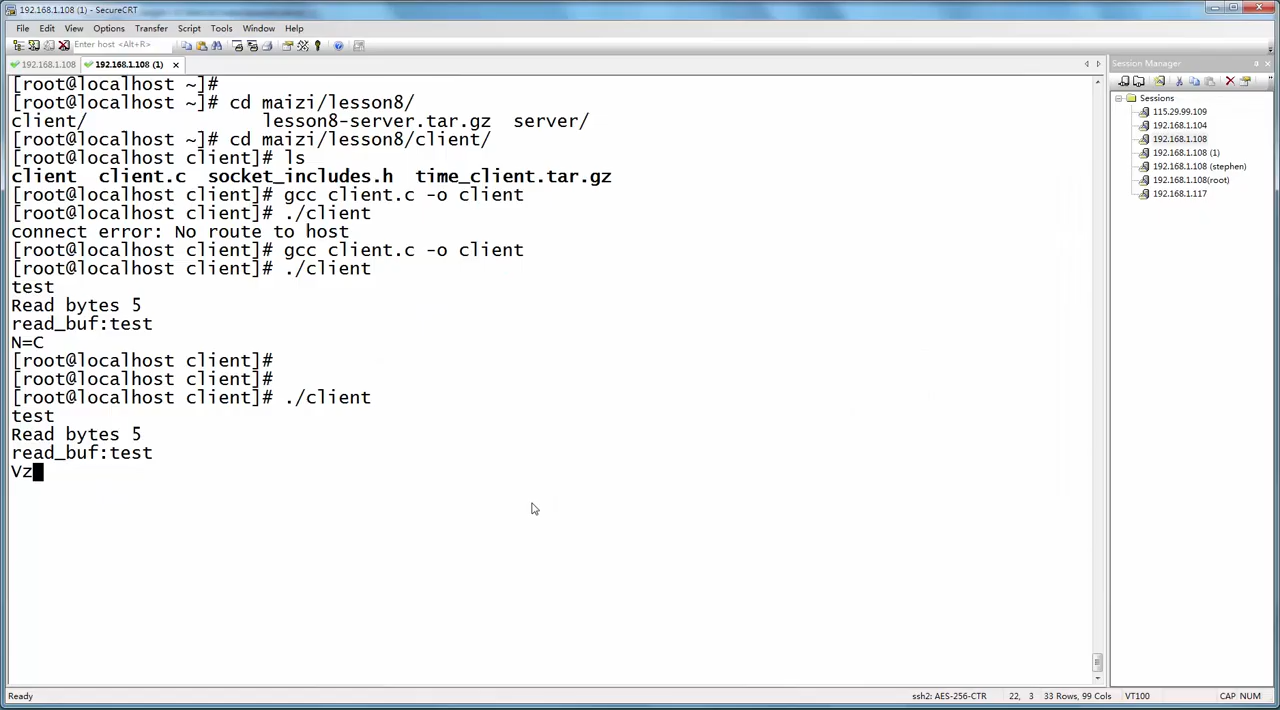 192.168.1.108 (1) - SecureCRT
File Edit View Options Transfer Script Tools Window Help
Enter host <Alt+R>
192.168.1.108 192.168.1.108 (1)
[root@localhost ~]#
[root@localhost ~]# cd maizi/lesson8/
client/ lesson8-server.tar.gz server/
[root@localhost ~]# cd maizi/lesson8/client/
[root@localhost client]# ls
client client.c socket_includes.h time_client.tar.gz
[root@localhost client]# gcc client.c -o client
[root@localhost client]# ./client
connect error: No route to host
[root@localhost client]# gcc client.c -o client
[root@localhost client]# ./client
test
Read bytes 5
read_buf:test
N=C
[root@localhost client]#
[root@localhost client]#
[root@localhost client]# ./client
test
Read bytes 5
read_buf:test
Vz
Session Manager
Sessions
115.29.99.109
192.168.1.104
192.168.1.108
192.168.1.108 (1)
192.168.1.108 (stephen)
192.168.1.108(root)
192.168.1.117
Ready ssh2: AES-256-CTR 22, 3 33 Rows, 99 Cols VT100 CAP NUM